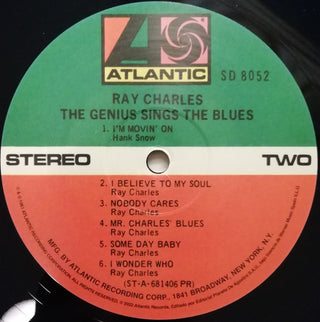 ATLANTIC
SD 8052
RAY CHARLES
THE GENIUS SINGS THE BLUES
1. I'M MOVIN' ON
Hank Snow
STEREO
TWO
2. I BELIEVE TO MY SOUL
Ray Charles
3. NOBODY CARES
Ray Charles
4. MR. CHARLES' BLUES
Ray Charles
5. SOME DAY BABY
Ray Charles
6. I WONDER WHO
Ray Charles
(ST-A-681406 PR)
MFG. BY ATLANTIC RECORDING CORP., 1841 BROADWAY, NEW YORK, N.Y.